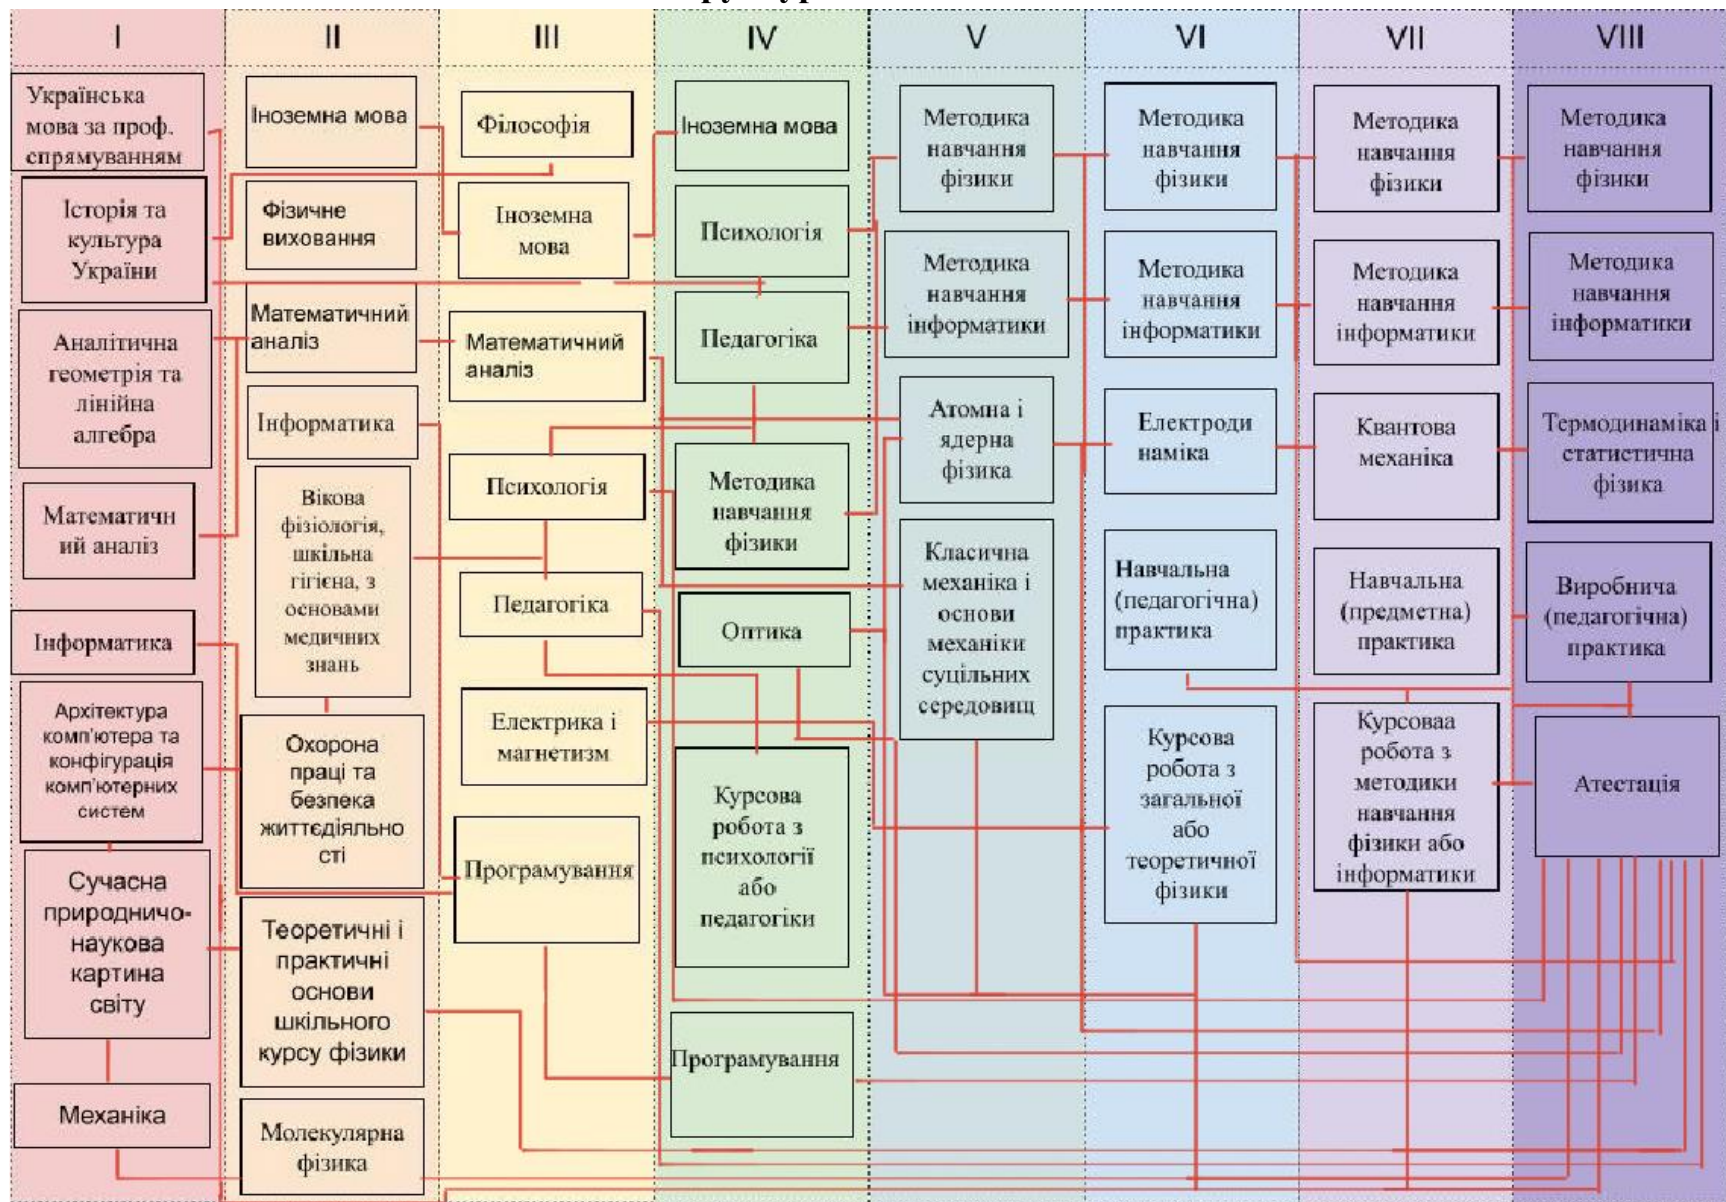 I
II
III
IV
V
VI
VII
VIII
Українська
мова за проф.
спрямуванням
Історія та
культура
України
Аналітична
геометрія та
лінійна
алгебра
Математичн
ий аналіз
Інформатика
Архітектура
комп'ютера та
конфігурація
комп'ютерних
систем
Сучасна
природничо-
наукова
картина
світу
Механіка
Іноземна мова
Фізичне
виховання
Математичний
аналіз
Інформатика
Вікова
фізіологія,
шкільна
гігієна, з
основами
медичних
знань
Охорона
праці та
безпека
життєдіяльно
сті
Теоретичні і
практичні
основи
шкільного
курсу фізики
Молекулярна
фізика
Філософія
Іноземна
мова
Математичний
аналіз
Психологія
Педагогіка
Електрика і
магнетизм
Програмування
Іноземна мова
Психологія
Педагогіка
Методика
навчання
фізики
Оптика
Курсова
робота з
психології
або
педагогіки
Програмування
Методика
навчання
фізики
Методика
навчання
інформатики
Атомна і
ядерна
фізика
Класична
механіка і
основи
механіки
суцільних
середовищ
Методика
навчання
фізики
Методика
навчання
інформатики
Електроди
наміка
Навчальна
(педагогічна)
практика
Курсова
робота з
загальної
або
теоретичної
фізики
Методика
навчання
фізики
Методика
навчання
інформатики
Квантова
механіка
Навчальна
(предметна)
практика
Курсоваа
робота з
методики
навчання
фізики або
інформатики
Методика
навчання
фізики
Методика
навчання
інформатики
Термодинаміка і
статистична
фізика
Виробнича
(педагогічна)
практика
Атестація